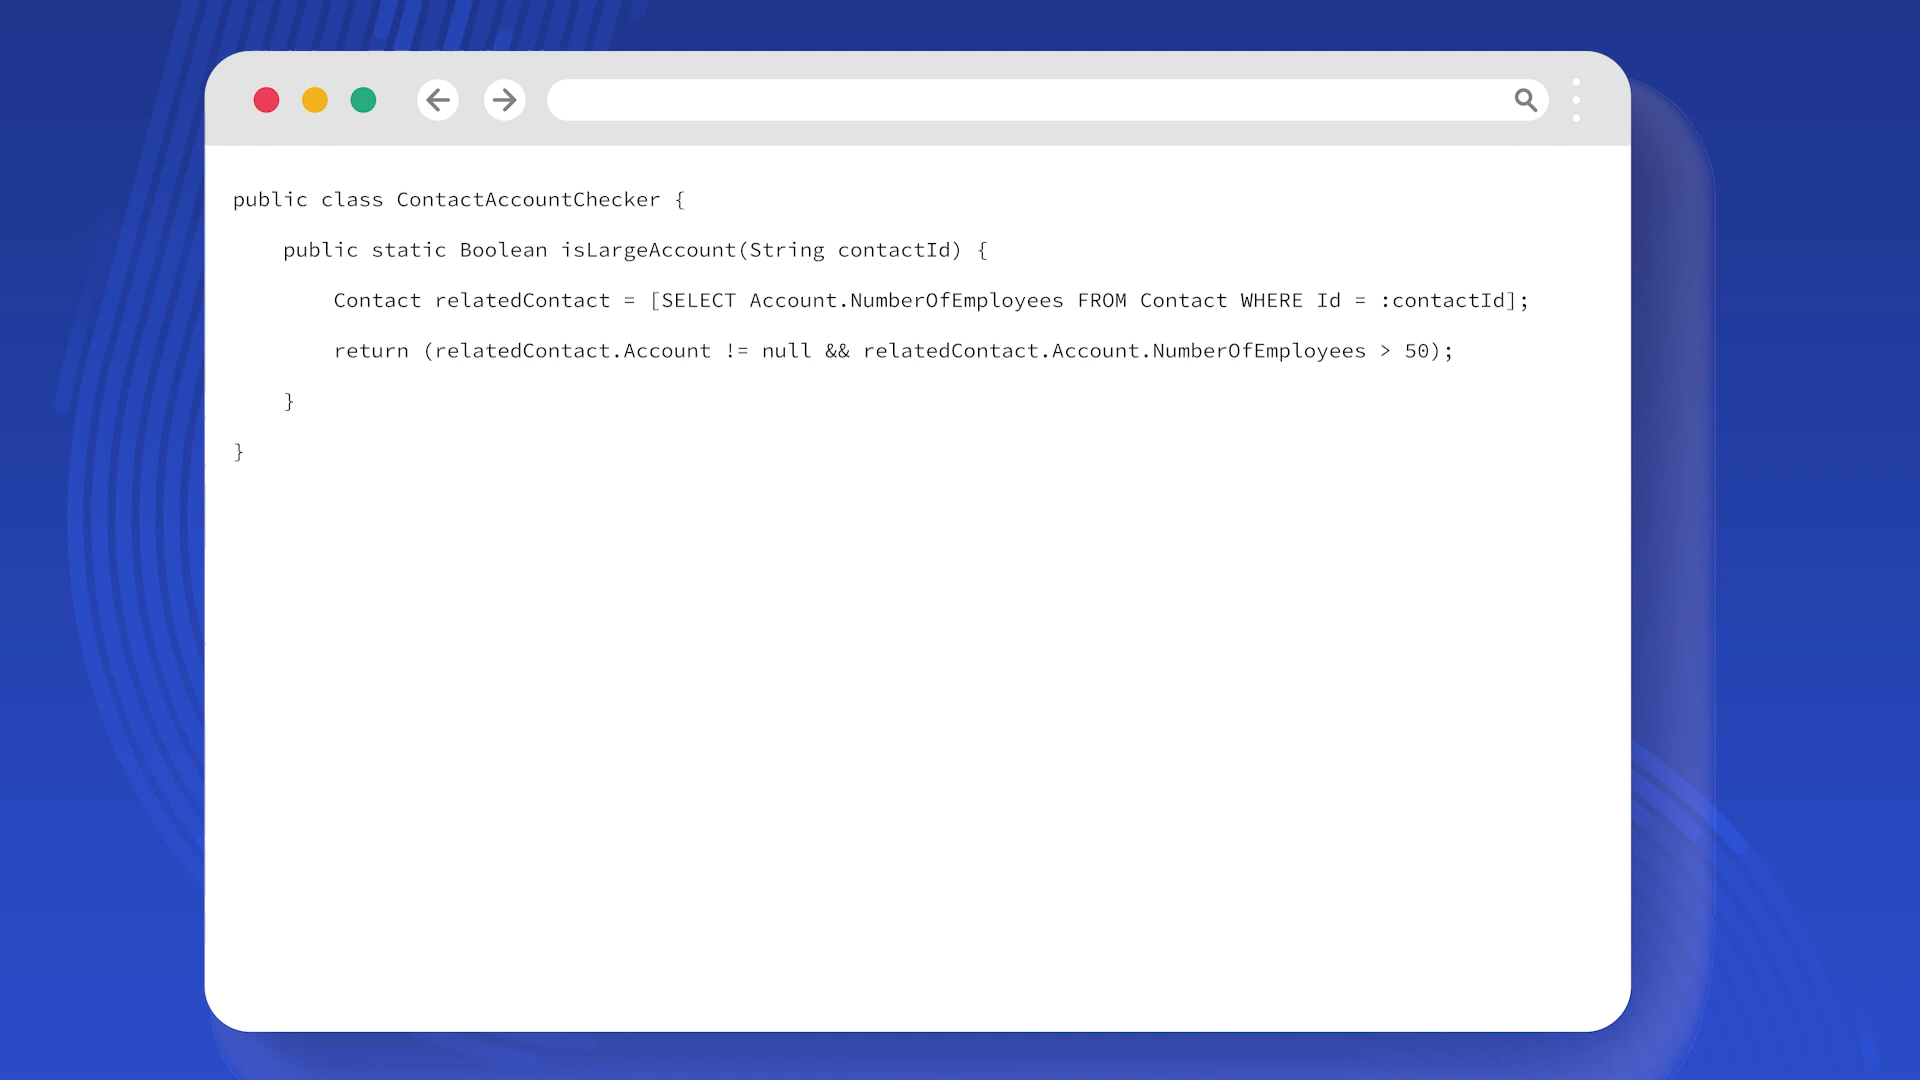 public class ContactAccountChecker {
public static Boolean isLargeAccount(String contactId) {
Contact relatedContact = [SELECT Account.NumberOfEmployees FROM Contact WHERE Id = :contactId];
return (relatedContact.Account != null && relatedContact.Account.NumberOfEmployees > 50);
}
}